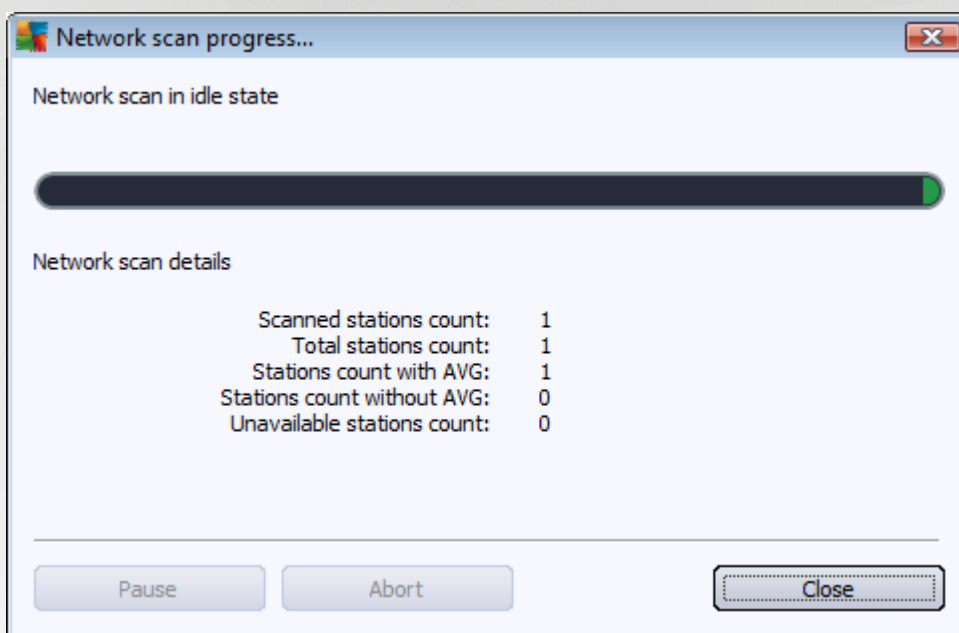 Network scan progress...
Network scan in idle state
Network scan details
Scanned stations count: 1
Total stations count: 1
Stations count with AVG: 1
Stations count without AVG: 0
Unavailable stations count: 0
Pause Abort Close